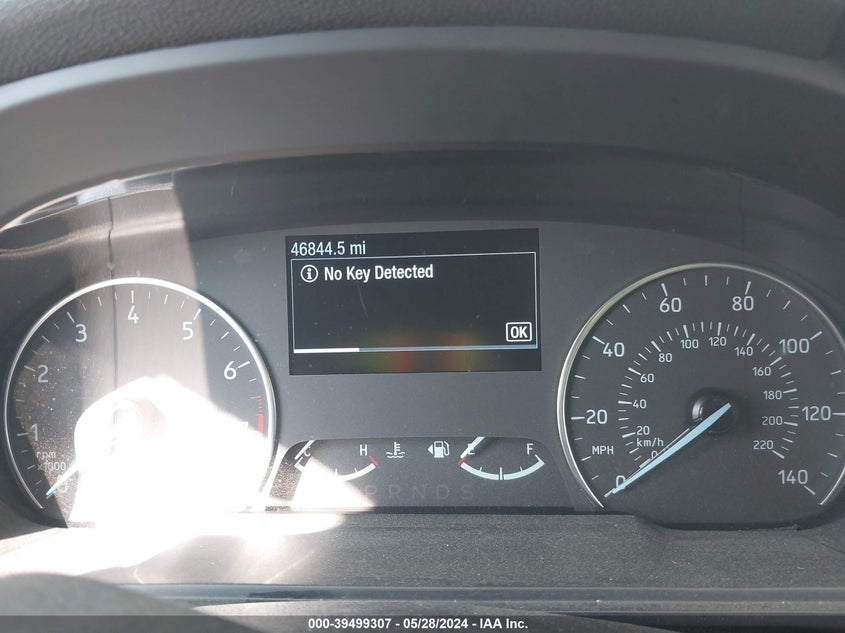 46844.5 mi
No Key Detected
OK
1 2 3 4 5 6 7
rpm
x1000
C H
E F
P R N D S
0 20 40 60 80 100 120 140
MPH
0 20 40 60 80 100 120 140 160 180 200 220
km/h
000-39499307 / 05/28/2024 / IAA Inc.